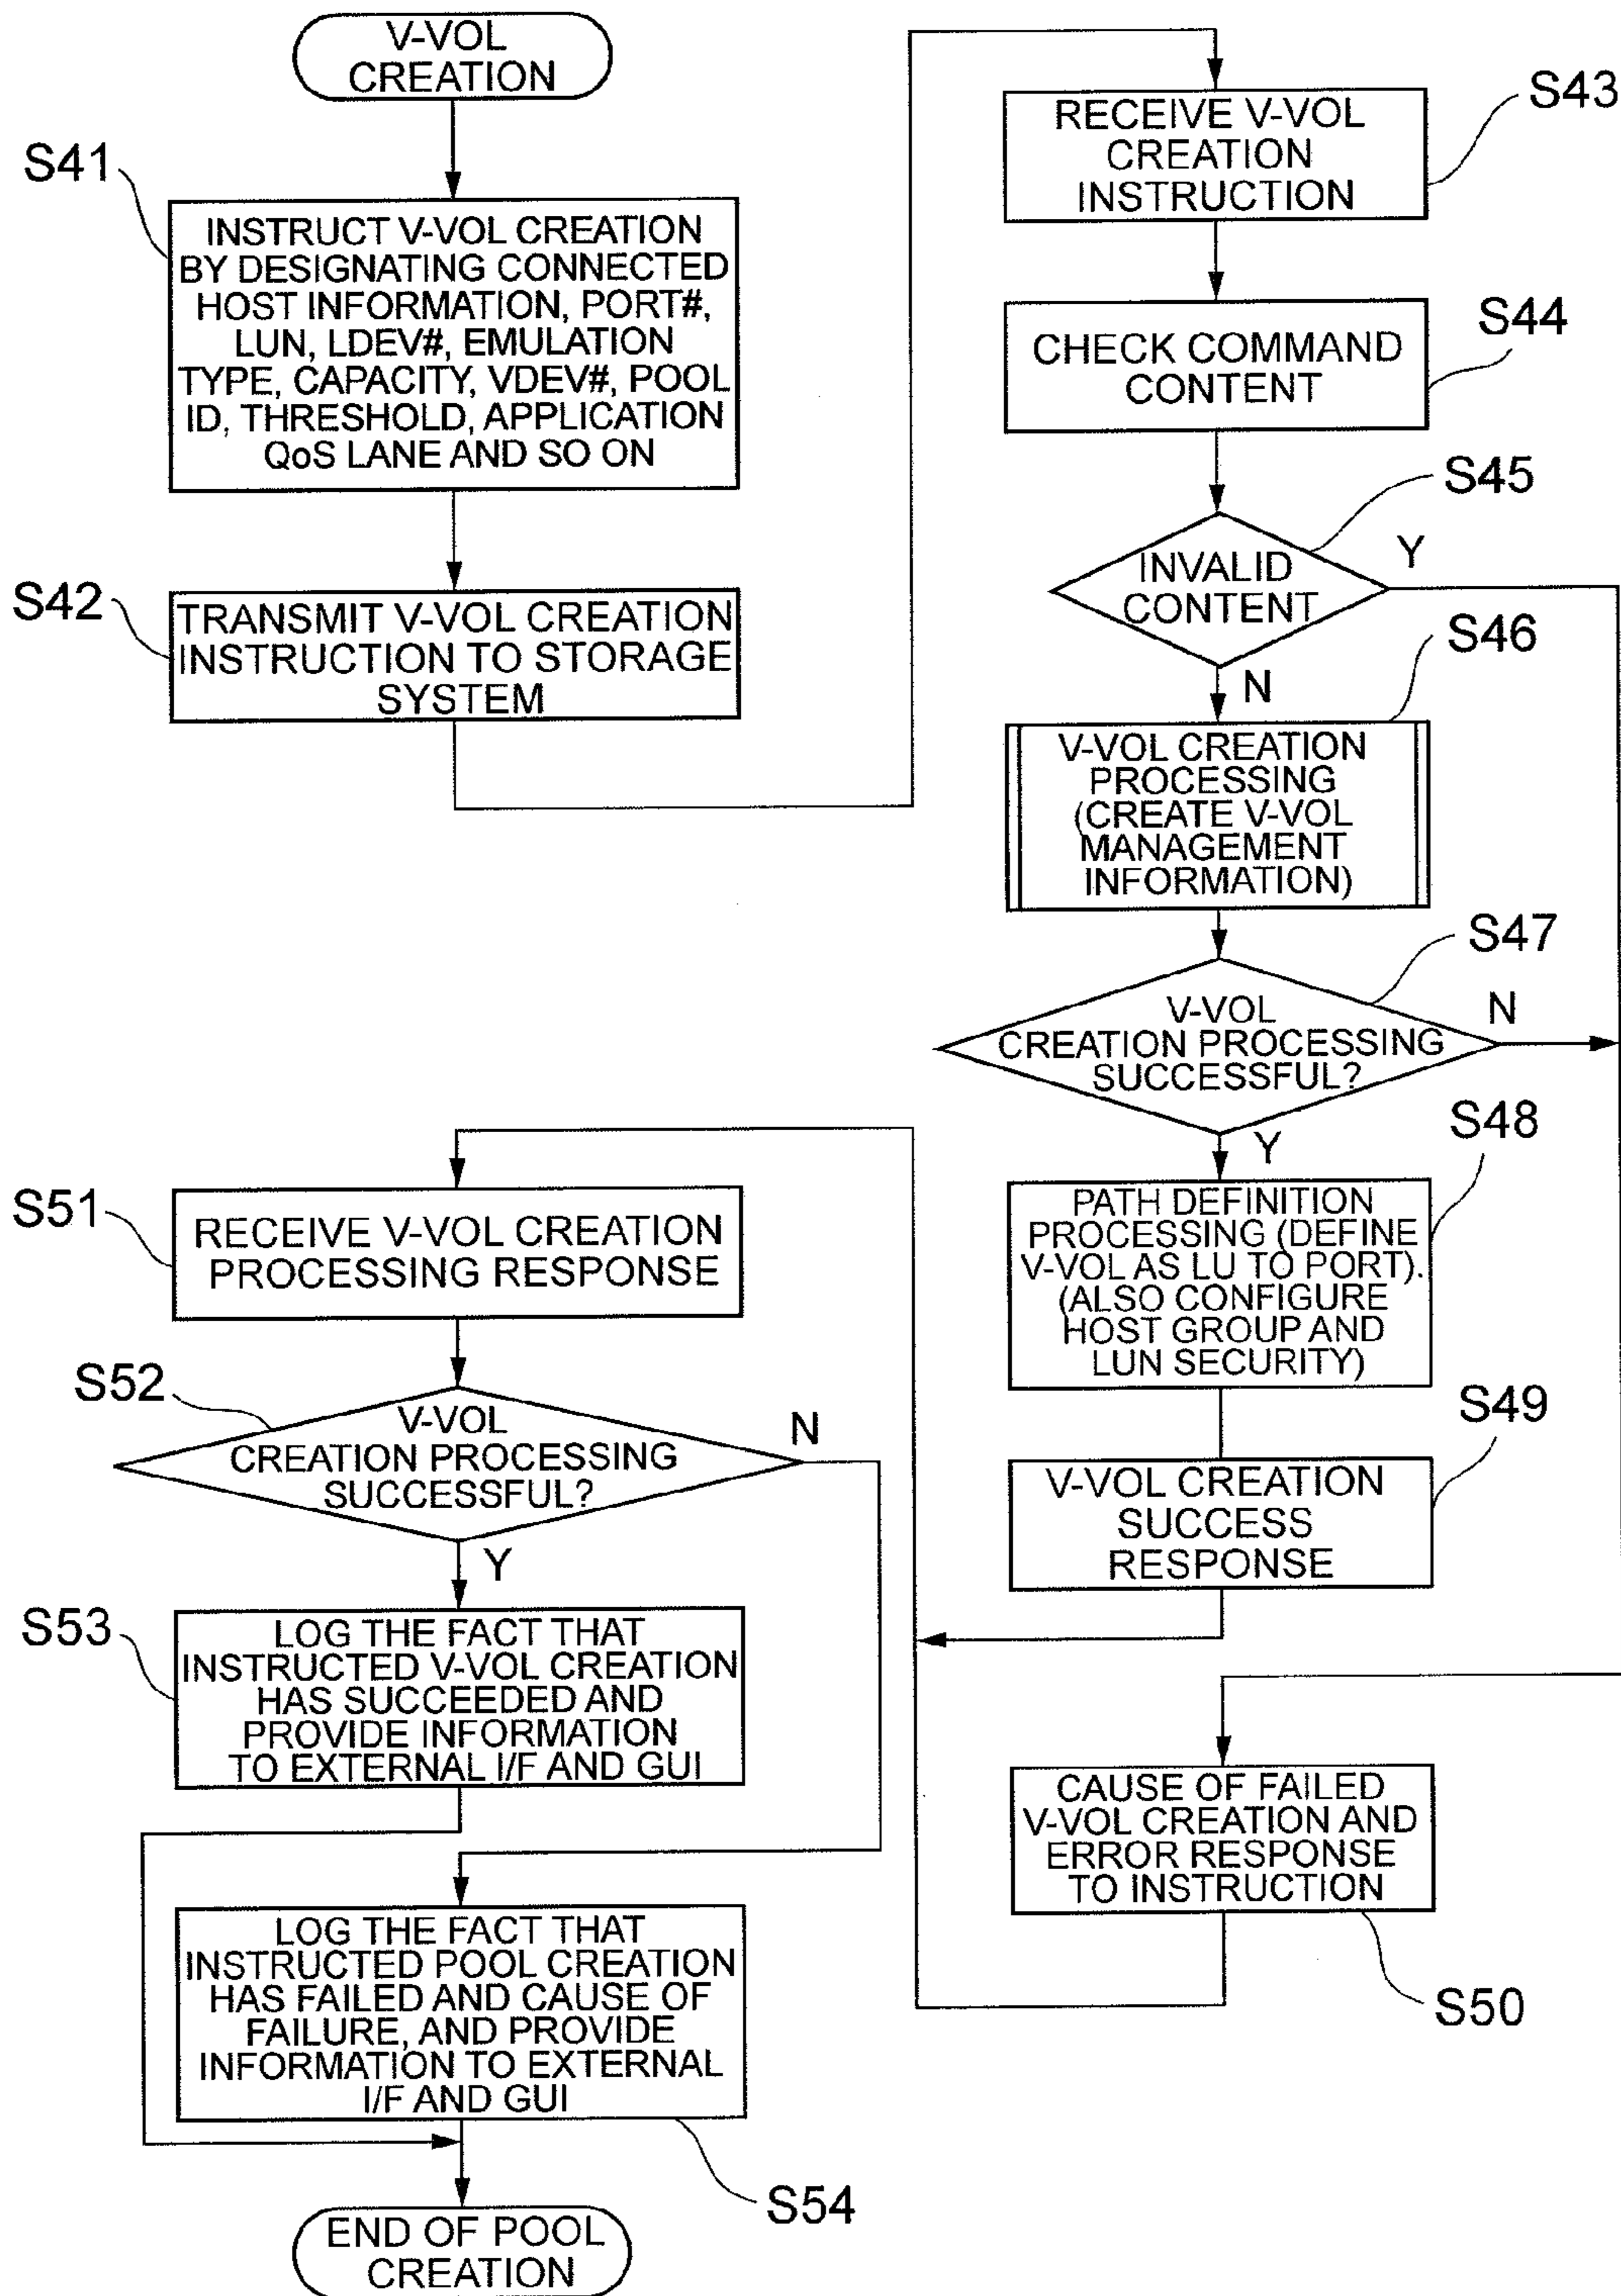 V-VOL
CREATION
S41
INSTRUCT V-VOL CREATION
BY DESIGNATING CONNECTED
HOST INFORMATION, PORT#,
LUN, LDEV#, EMULATION
TYPE, CAPACITY, VDEV#, POOL
ID, THRESHOLD, APPLICATION
QoS LANE AND SO ON
S42
TRANSMIT V-VOL CREATION
INSTRUCTION TO STORAGE
SYSTEM
S43
RECEIVE V-VOL
CREATION
INSTRUCTION
S44
CHECK COMMAND
CONTENT
S45
INVALID
CONTENT
Y
N
S46
V-VOL CREATION
PROCESSING
(CREATE V-VOL
MANAGEMENT
INFORMATION)
S47
V-VOL
CREATION PROCESSING
SUCCESSFUL?
N
Y
S48
PATH DEFINITION
PROCESSING (DEFINE
V-VOL AS LU TO PORT).
(ALSO CONFIGURE
HOST GROUP AND
LUN SECURITY)
S49
V-VOL CREATION
SUCCESS
RESPONSE
CAUSE OF FAILED
V-VOL CREATION AND
ERROR RESPONSE
TO INSTRUCTION
S50
S51
RECEIVE V-VOL CREATION
PROCESSING RESPONSE
S52
V-VOL
CREATION PROCESSING
SUCCESSFUL?
N
Y
S53
LOG THE FACT THAT
INSTRUCTED V-VOL CREATION
HAS SUCCEEDED AND
PROVIDE INFORMATION
TO EXTERNAL I/F AND GUI
LOG THE FACT THAT
INSTRUCTED POOL CREATION
HAS FAILED AND CAUSE OF
FAILURE, AND PROVIDE
INFORMATION TO EXTERNAL
I/F AND GUI
S54
END OF POOL
CREATION